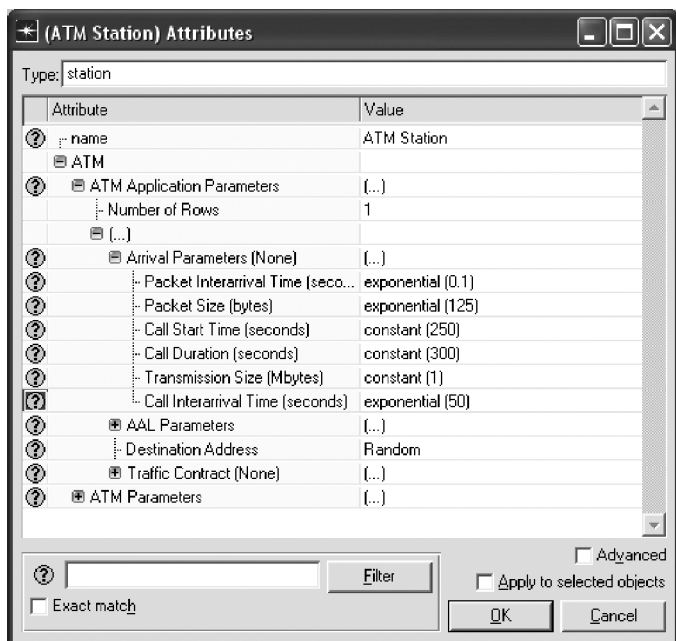 (ATM Station) Attributes
Type: station
Attribute Value
name ATM Station
ATM
ATM Application Parameters (...)
Number of Rows 1
(...)
Arrival Parameters (None) (...)
Packet Interarrival Time (seco... exponential (0.1)
Packet Size (bytes) exponential (125)
Call Start Time (seconds) constant (250)
Call Duration (seconds) constant (300)
Transmission Size (Mbytes) constant (1)
Call Interarrival Time (seconds) exponential (50)
AAL Parameters (...)
Destination Address Random
Traffic Contract (None) (...)
ATM Parameters (...)
Advanced
Filter
Apply to selected objects
Exact match
OK Cancel